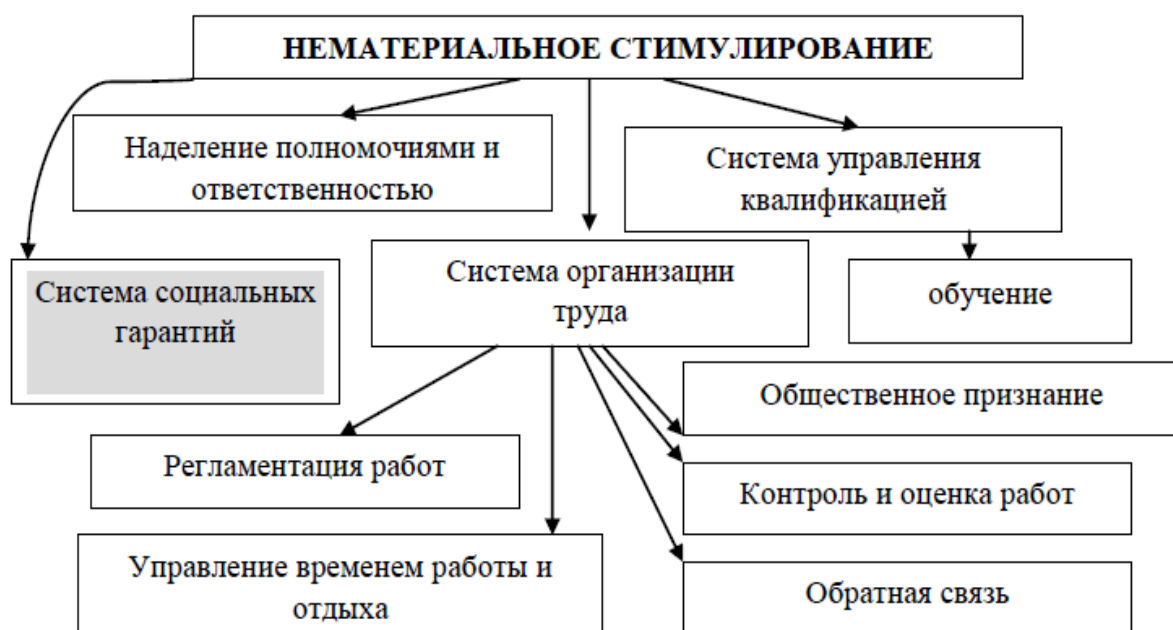 НЕМАТЕРИАЛЬНОЕ СТИМУЛИРОВАНИЕ
Наделение полномочиями и
ответственностью
Система управления
квалификацией
Система социальных
гарантий
Система организации
труда
обучение
Общественное признание
Регламентация работ
Контроль и оценка работ
Управление временем работы и
отдыха
Обратная связь